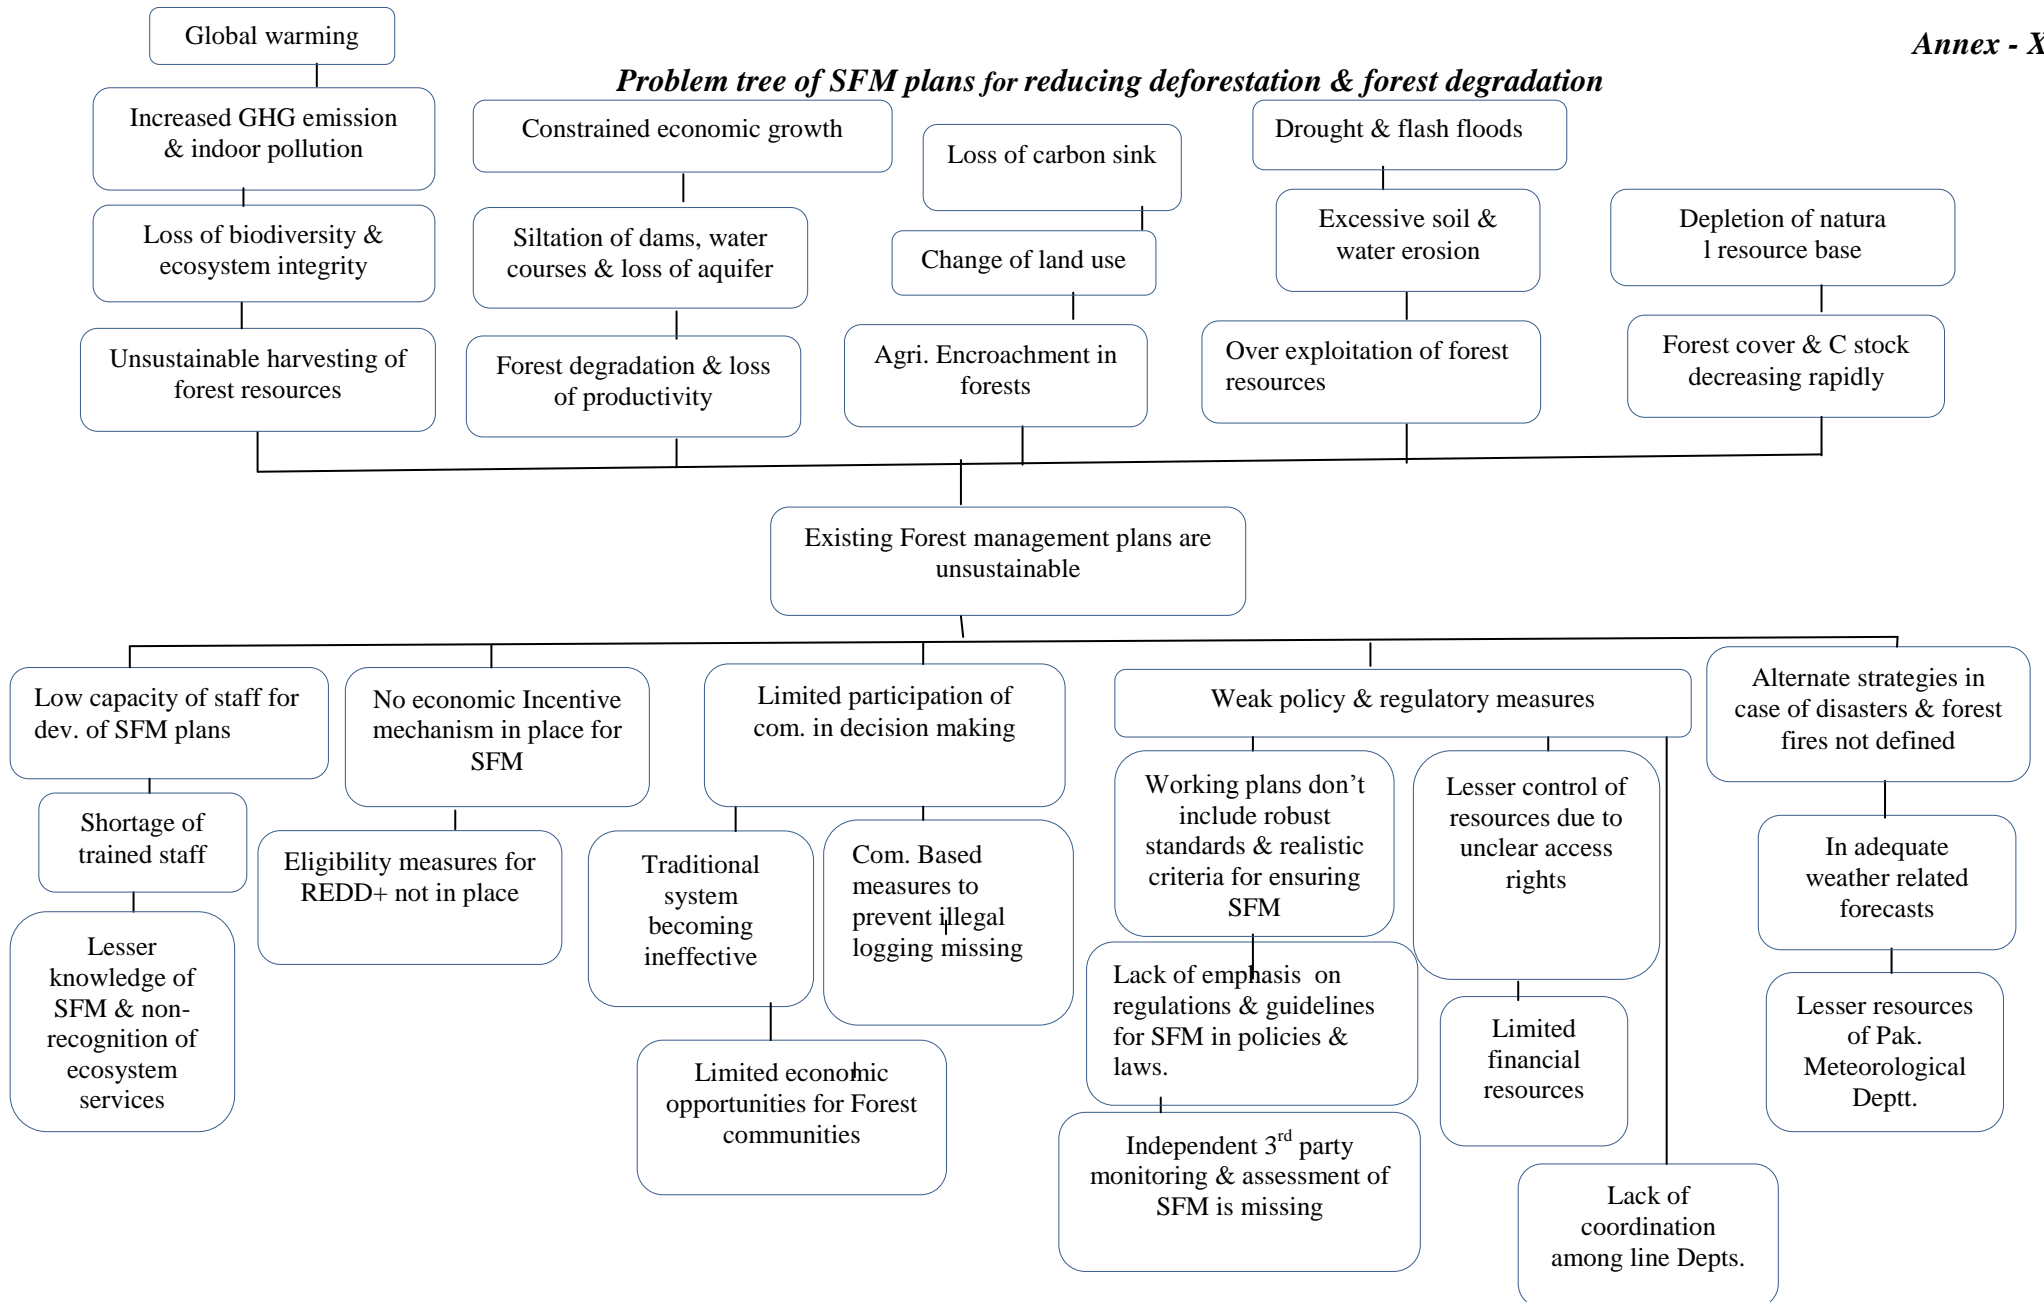 Annex - X
Problem tree of SFM plans for reducing deforestation & forest degradation
Global warming
Increased GHG emission
& indoor pollution
Loss of biodiversity &
ecosystem integrity
Unsustainable harvesting of
forest resources
Constrained economic growth
Siltation of dams, water
courses & loss of aquifer
Forest degradation & loss
of productivity
Loss of carbon sink
Change of land use
Agri. Encroachment in
forests
Drought & flash floods
Excessive soil &
water erosion
Over exploitation of forest
resources
Depletion of natura
l resource base
Forest cover & C stock
decreasing rapidly
Existing Forest management plans are
unsustainable
Low capacity of staff for
dev. of SFM plans
Shortage of
trained staff
Lesser
knowledge of
SFM & non-
recognition of
ecosystem
services
No economic Incentive
mechanism in place for
SFM
Eligibility measures for
REDD+ not in place
Limited participation of
com. in decision making
Traditional
system
becoming
ineffective
Com. Based
measures to
prevent illegal
logging missing
Limited economic
opportunities for Forest
communities
Weak policy & regulatory measures
Working plans don’t
include robust
standards & realistic
criteria for ensuring
SFM
Lack of emphasis on
regulations & guidelines
for SFM in policies &
laws.
Independent 3rd party
monitoring & assessment of
SFM is missing
Lesser control of
resources due to
unclear access
rights
Limited
financial
resources
Lack of
coordination
among line Depts.
Alternate strategies in
case of disasters & forest
fires not defined
In adequate
weather related
forecasts
Lesser resources
of Pak.
Meteorological
Deptt.